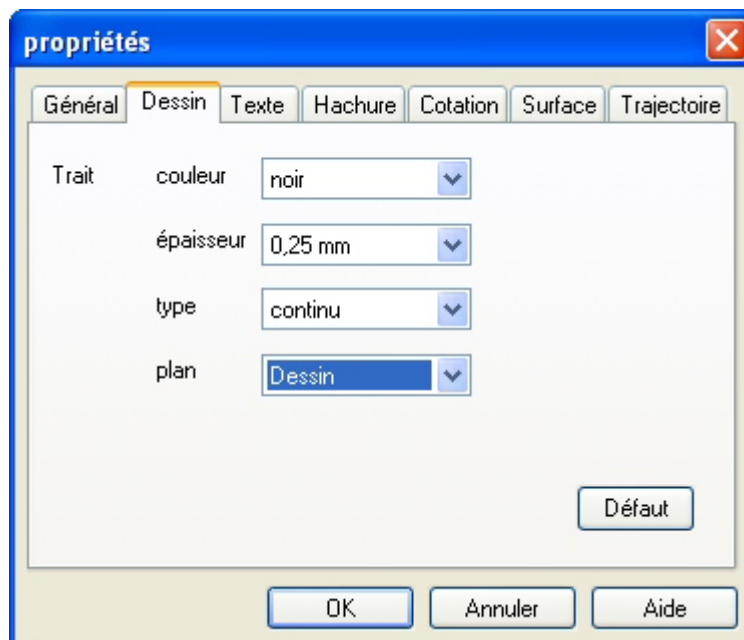 propriétés
Général Dessin Texte Hachure Cotation Surface Trajectoire
Trait couleur noir
épaisseur 0,25 mm
type continu
plan Dessin
Défaut
OK Annuler Aide